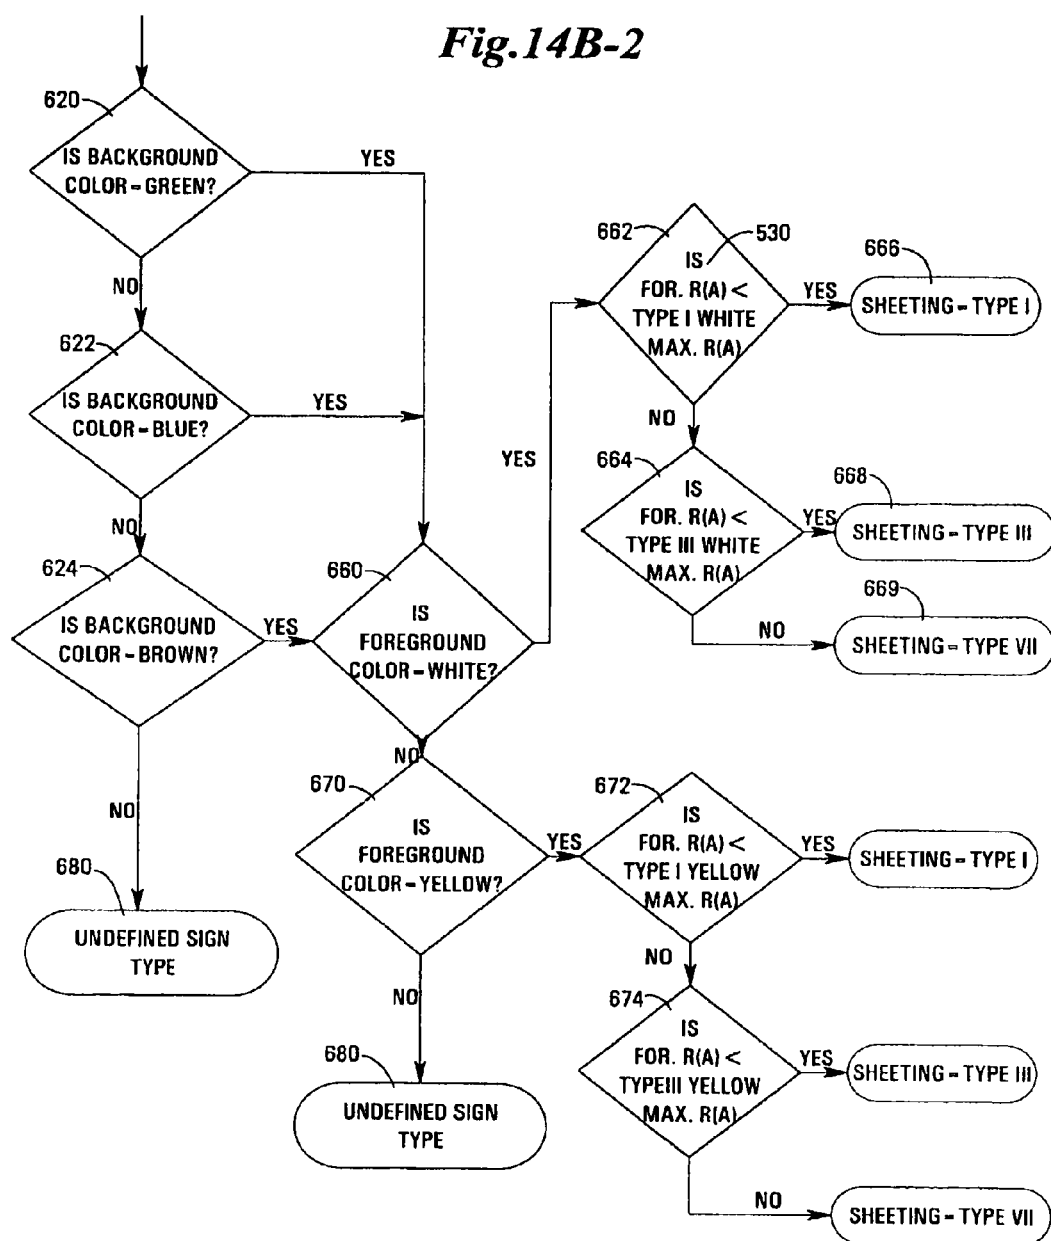 Fig.14B-2
620
IS BACKGROUND
COLOR=GREEN?
YES
NO
622
IS BACKGROUND
COLOR=BLUE?
YES
NO
624
IS BACKGROUND
COLOR=BROWN?
YES
NO
680
UNDEFINED SIGN
TYPE
660
IS
FOREGROUND
COLOR=WHITE?
YES
NO
662
530
IS
FOR. R(A) <
TYPE I WHITE
MAX. R(A)
YES
666
SHEETING=TYPE I
NO
664
IS
FOR. R(A) <
TYPE III WHITE
MAX. R(A)
YES
668
SHEETING=TYPE III
NO
669
SHEETING=TYPE VII
670
IS
FOREGROUND
COLOR=YELLOW?
YES
NO
680
UNDEFINED SIGN
TYPE
672
IS
FOR. R(A) <
TYPE I YELLOW
MAX. R(A)
YES
SHEETING=TYPE I
NO
674
IS
FOR. R(A) <
TYPEIII YELLOW
MAX. R(A)
YES
SHEETING=TYPE III
NO
SHEETING=TYPE VII